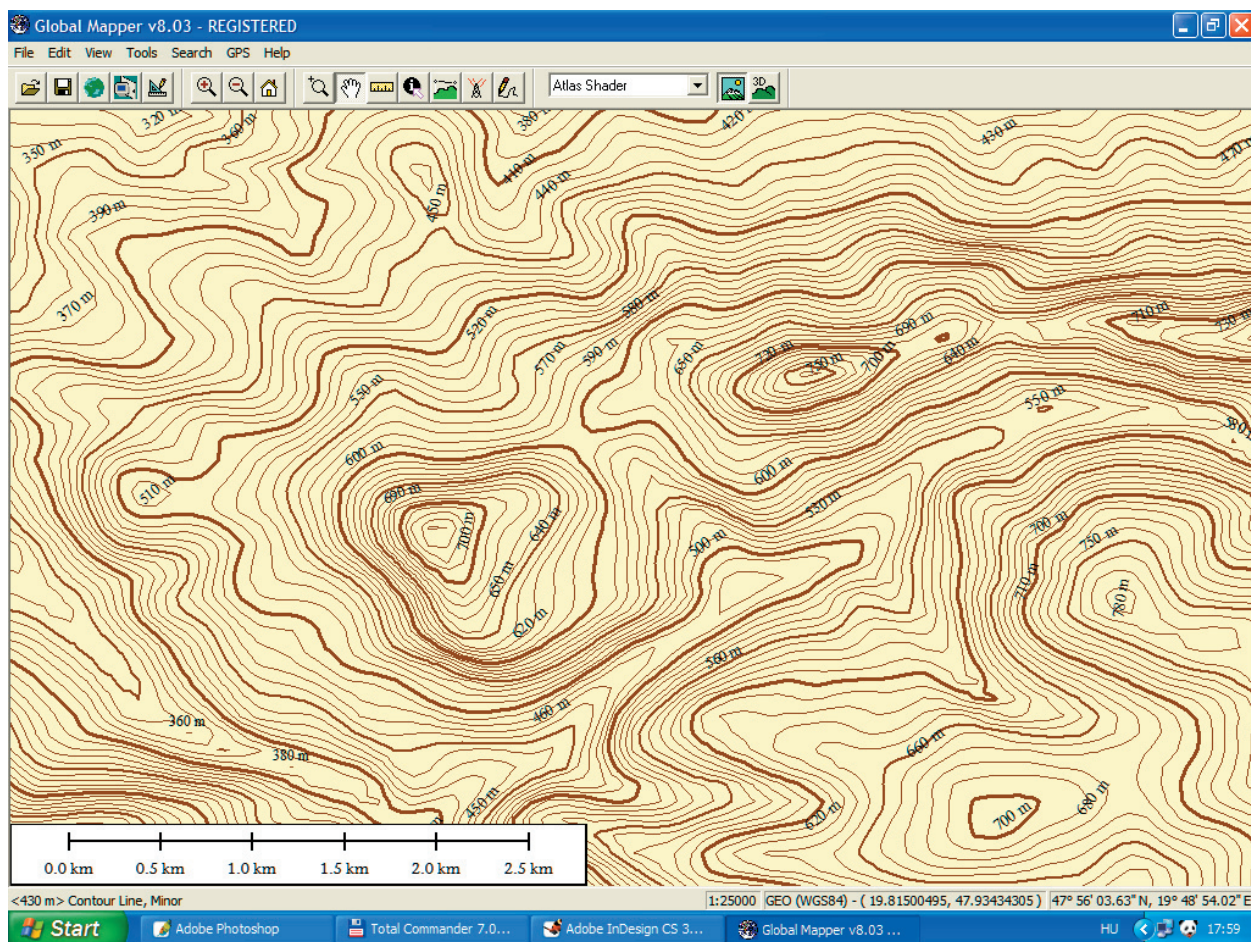 Global Mapper v8.03 - REGISTERED
File Edit View Tools Search GPS Help
Atlas Shader
3D
320 m
360 m
380 m
420 m
430 m
350 m
410 m
440 m
450 m
390 m
370 m
520 m
580 m
690 m
710 m
730 m
570 m
590 m
650 m
730 m
750 m
700 m
640 m
550 m
550 m
580 m
600 m
600 m
510 m
690 m
700 m
640 m
530 m
500 m
700 m
750 m
650 m
710 m
780 m
620 m
560 m
360 m
460 m
660 m
380 m
450 m
620 m
700 m
680 m
0.0 km 0.5 km 1.0 km 1.5 km 2.0 km 2.5 km
<430 m> Contour Line, Minor 1:25000 GEO (WGS84) - ( 19.81500495, 47.93434305 ) 47° 56' 03.63" N, 19° 48' 54.02" E
Start Adobe Photoshop Total Commander 7.0... Adobe InDesign CS 3... Global Mapper v8.03 ... HU 17:59